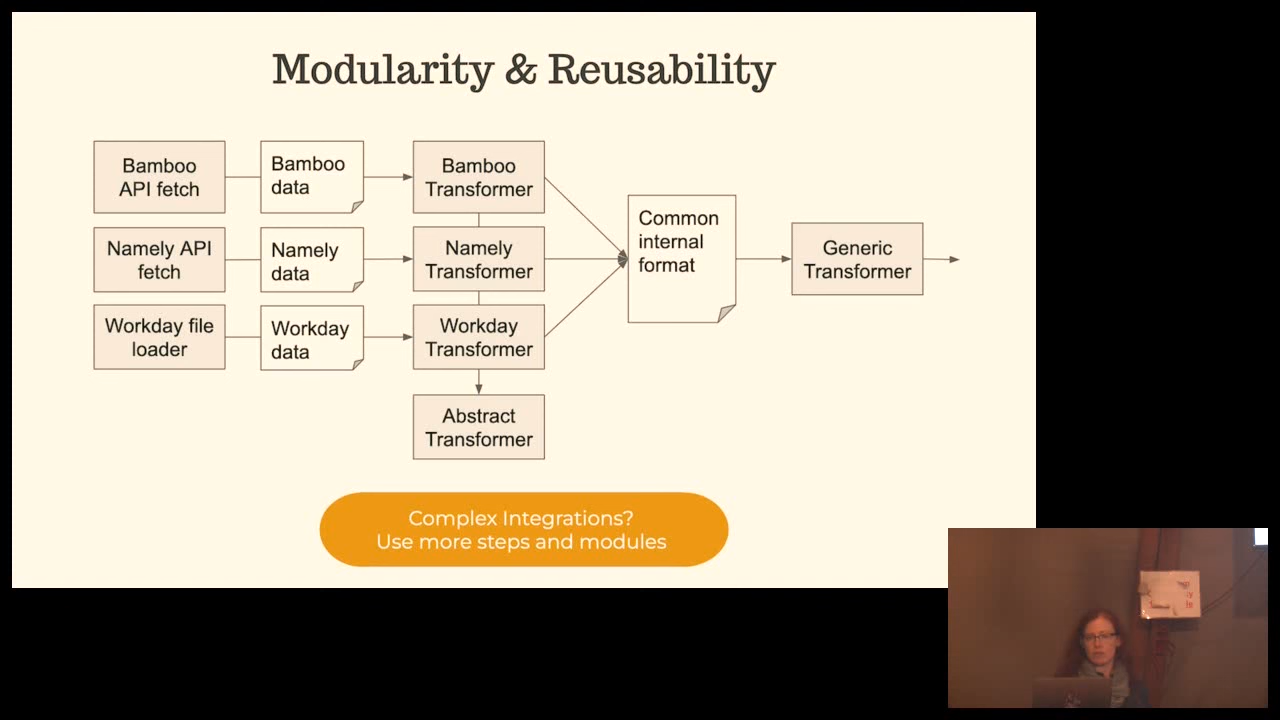 Modularity & Reusability
Bamboo
API fetch
Bamboo
data
Bamboo
Transformer
Namely API
fetch
Namely
data
Namely
Transformer
Workday file
loader
Workday
data
Workday
Transformer
Abstract
Transformer
Common
internal
format
Generic
Transformer
Complex Integrations?
Use more steps and modules